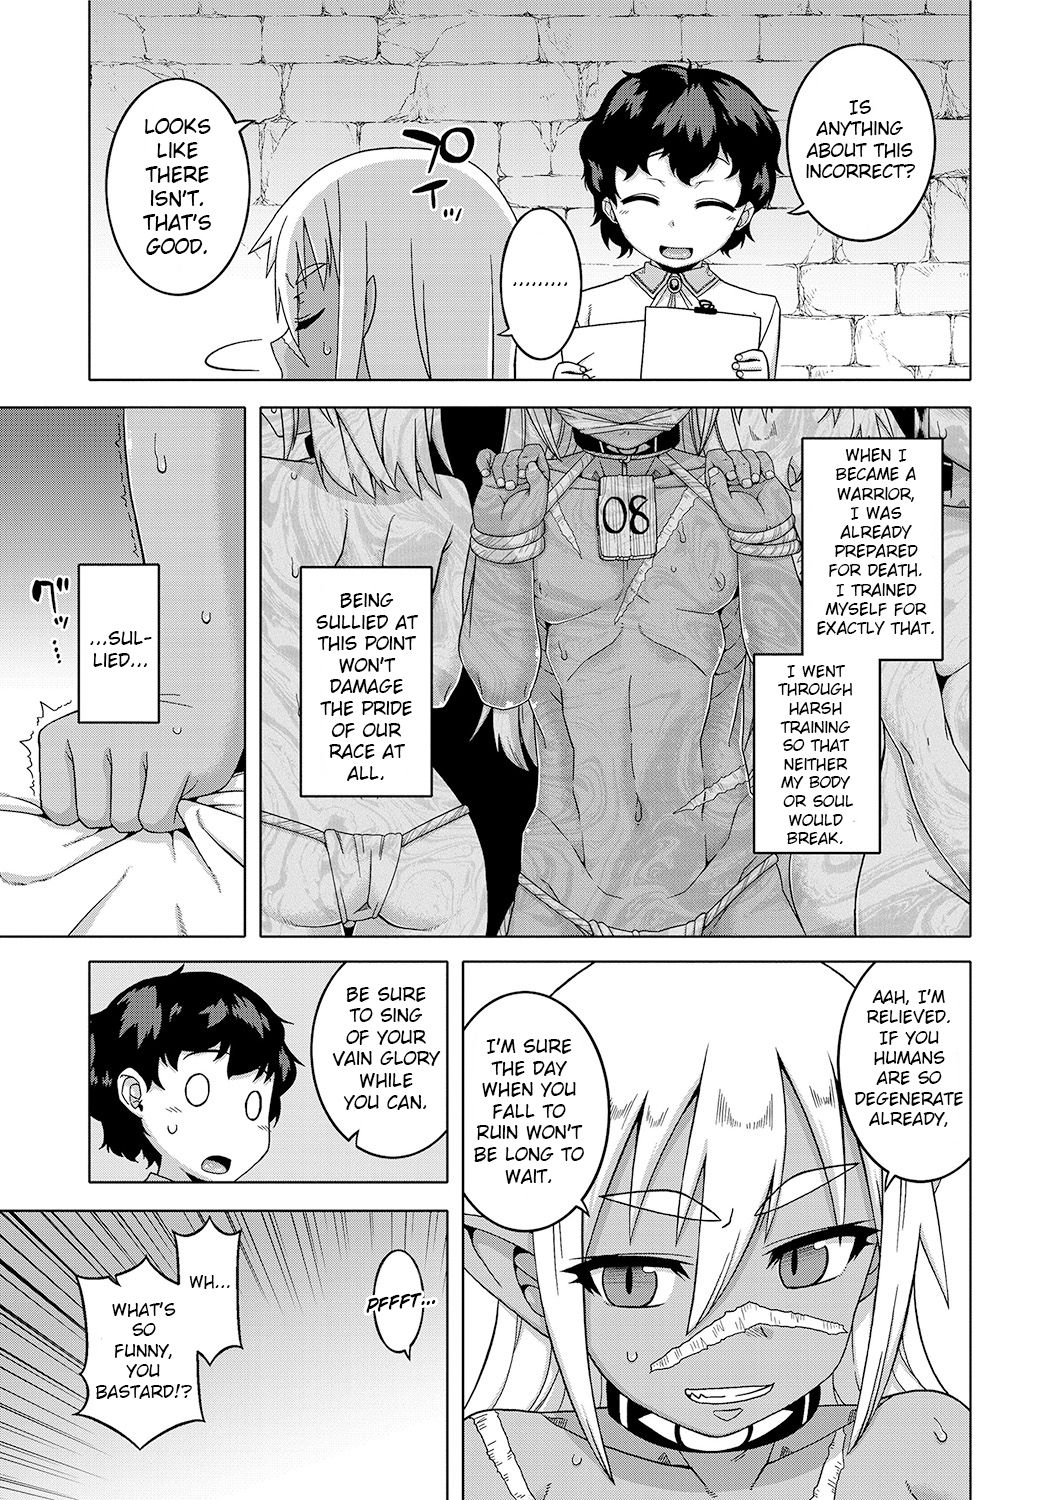 IS
ANYTHING
ABOUT THIS
INCORRECT?
.........
プイッ
LOOKS
LIKE
THERE
ISN'T.
THAT'S
GOOD.
WHEN I
BECAME A
WARRIOR,
I WAS
ALREADY
PREPARED
FOR DEATH.
I TRAINED
MYSELF FOR
EXACTLY THAT.
I WENT
THROUGH
HARSH
TRAINING
SO THAT
NEITHER
MY BODY
OR SOUL
WOULD
BREAK.
08
BEING
SULLIED AT
THIS POINT
WON'T
DAMAGE
THE PRIDE
OF OUR
RACE AT
ALL.
...SUL-
LIED...
グッ…
AAH, I'M
RELIEVED.
IF YOU
HUMANS
ARE SO
DEGENERATE
ALREADY,
I'M SURE
THE DAY
WHEN YOU
FALL TO
RUIN WON'T
BE LONG TO
WAIT.
BE SURE
TO SING
OF YOUR
VAIN GLORY
WHILE
YOU CAN.
PFFFT...
WH...
WHAT'S
SO
FUNNY,
YOU
BASTARD!?